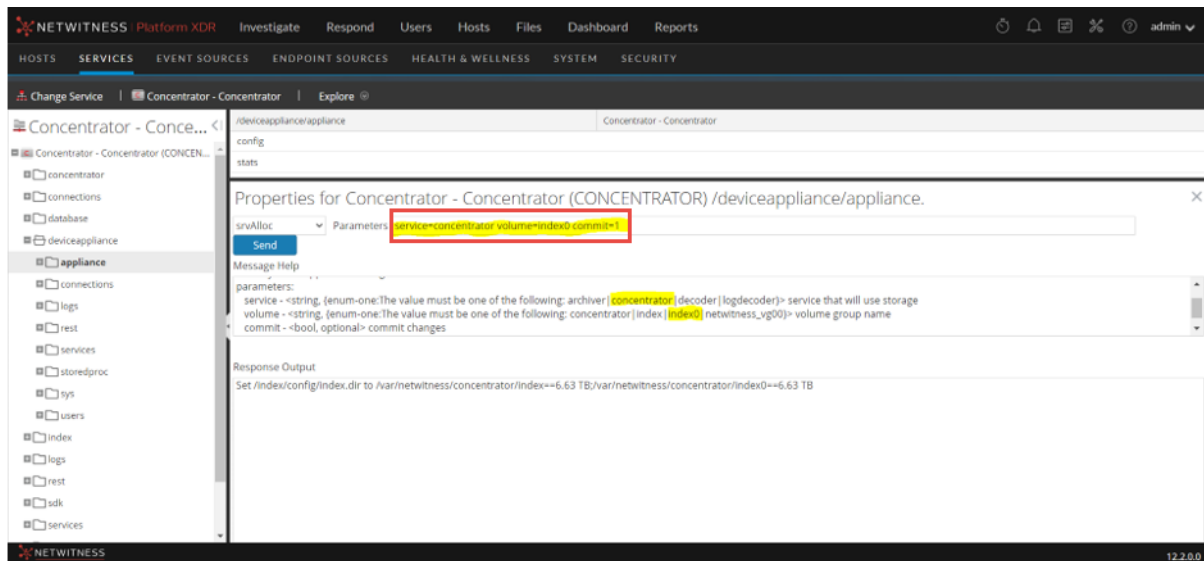 NETWITNESS Platform XDR Investigate Respond Users Hosts Files Dashboard Reports admin
HOSTS SERVICES EVENT SOURCES ENDPOINT SOURCES HEALTH & WELLNESS SYSTEM SECURITY
Change Service | Concentrator - Concentrator | Explore
Concentrator - Conce...
Concentrator - Concentrator (CONCEN...
concentrator
connections
database
deviceappliance
appliance
connections
logs
rest
services
storedproc
sys
users
index
logs
rest
sdk
services
/deviceappliance/appliance Concentrator - Concentrator
config
stats
Properties for Concentrator - Concentrator (CONCENTRATOR) /deviceappliance/appliance.
srvAlloc Parameters service=concentrator volume=index0 commit=1
Send
Message Help
parameters:
service - <string, {enum-one:The value must be one of the following: archiver|concentrator|decoder|logdecoder}> service that will use storage
volume - <string, {enum-one:The value must be one of the following: concentrator|index|index0|netwitness_vg00}> volume group name
commit - <bool, optional> commit changes
Response Output
Set /index/config/index.dir to /var/netwitness/concentrator/index==6.63 TB;/var/netwitness/concentrator/index0==6.63 TB
NETWITNESS 12.2.0.0